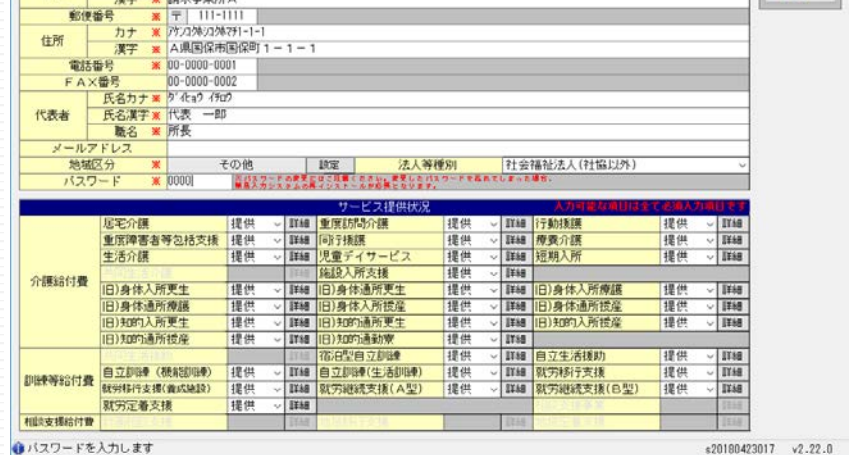 郵便番号 ※ 〒 111-1111
住所 カナ ※ ｱｹﾝｺｸﾎｼｺｸﾎﾏﾁ1-1-1
漢字 ※ A県国保市国保町1-1-1
電話番号 ※ 00-0000-0001
FAX番号 00-0000-0002
代表者 氏名カナ ※ ﾀﾞｲﾋｮｳ ｲﾁﾛｳ
氏名漢字 ※ 代表 一郎
職名 ※ 所長
メールアドレス
地域区分 ※ その他 設定 法人等種別 社会福祉法人(社協以外)
パスワード ※ 0000
サービス提供状況 入力可能な項目は全て必須入力項目です
介護給付費
居宅介護 提供 詳細 重度訪問介護 提供 詳細 行動援護 提供 詳細
重度障害者等包括支援 提供 詳細 同行援護 提供 詳細 療養介護 提供 詳細
生活介護 提供 詳細 児童デイサービス 提供 詳細 短期入所 提供 詳細
施設入所支援 提供 詳細
旧)身体入所更生 提供 詳細 旧)身体通所更生 提供 詳細 旧)身体入所療護 提供 詳細
旧)身体通所療護 提供 詳細 旧)身体入所授産 提供 詳細 旧)身体通所授産 提供 詳細
旧)知的入所更生 提供 詳細 旧)知的通所更生 提供 詳細 旧)知的入所授産 提供 詳細
旧)知的通所授産 提供 詳細 旧)知的通勤寮 提供 詳細
訓練等給付費
宿泊型自立訓練 提供 詳細 自立生活援助 提供 詳細
自立訓練(機能訓練) 提供 詳細 自立訓練(生活訓練) 提供 詳細 就労移行支援 提供 詳細
就労移行支援(養成施設) 提供 詳細 就労継続支援(A型) 提供 詳細 就労継続支援(B型) 提供 詳細
就労定着支援 提供 詳細
相談支援給付費
パスワードを入力します s20180423017 v2.22.0